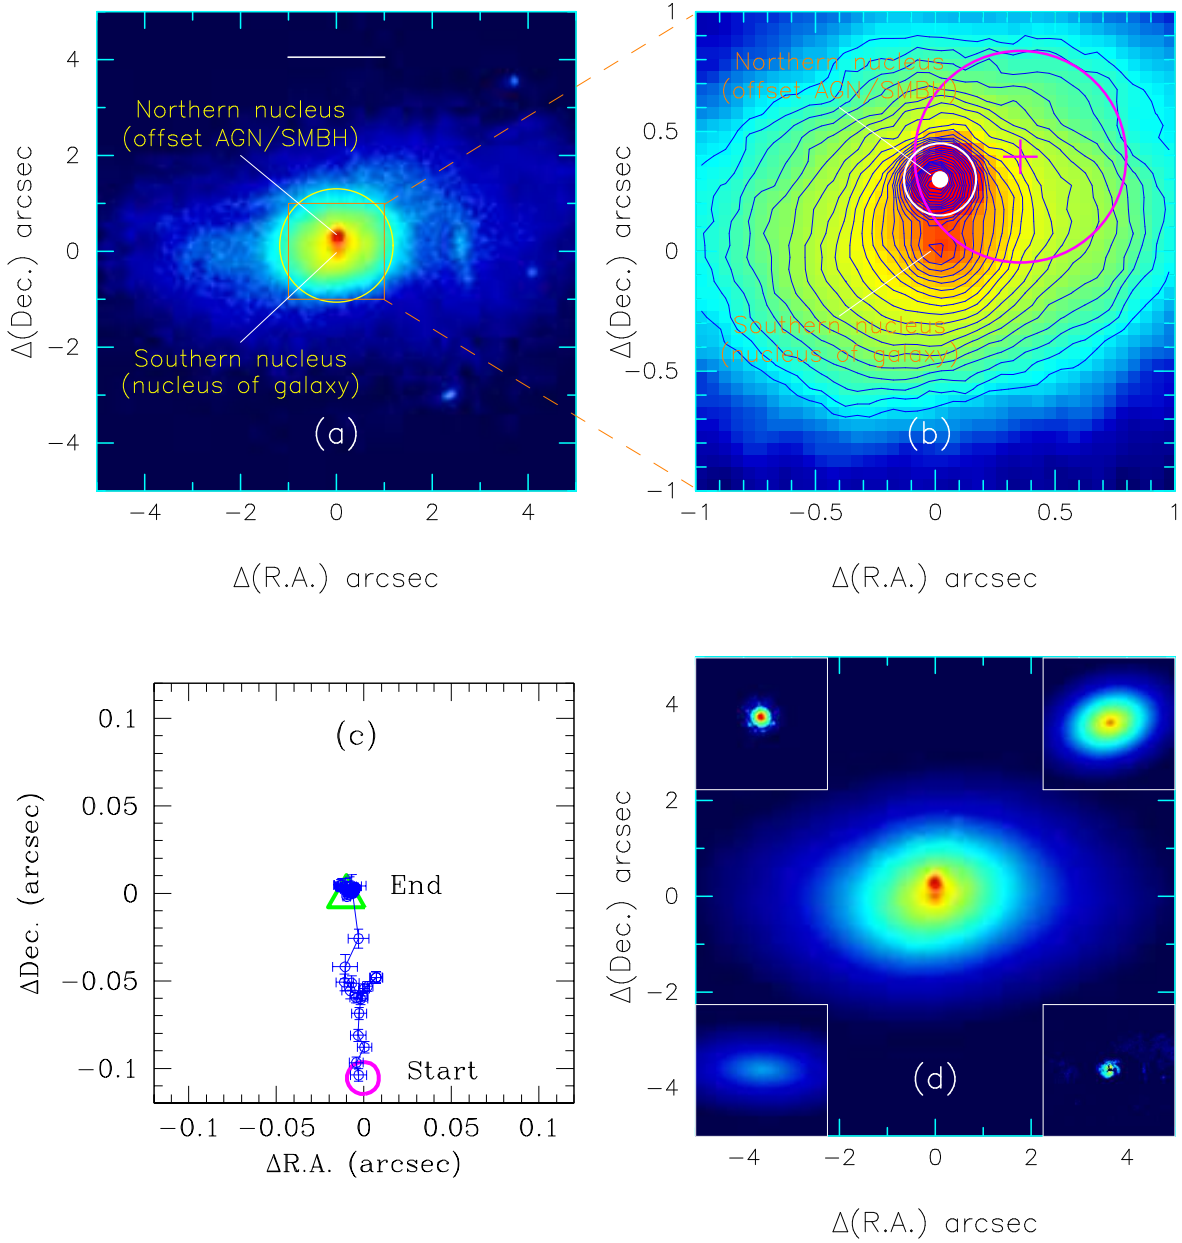 4
2
0
−2
−4
−4
−2
0
2
4
Δ(Dec.) arcsec
Δ(R.A.) arcsec
Northern nucleus
(offset AGN/SMBH)
Southern nucleus
(nucleus of galaxy)
(a)
1
0.5
0
−0.5
−1
−1
−0.5
0
0.5
1
Δ(Dec.) arcsec
Δ(R.A.) arcsec
Northern nucleus
(offset AGN/SMBH)
Southern nucleus
(nucleus of galaxy)
(b)
0.1
0.05
0
−0.05
−0.1
−0.1
−0.05
0
0.05
0.1
ΔDec. (arcsec)
ΔR.A. (arcsec)
(c)
End
Start
4
2
0
−2
−4
−4
−2
0
2
4
Δ(Dec.) arcsec
Δ(R.A.) arcsec
(d)